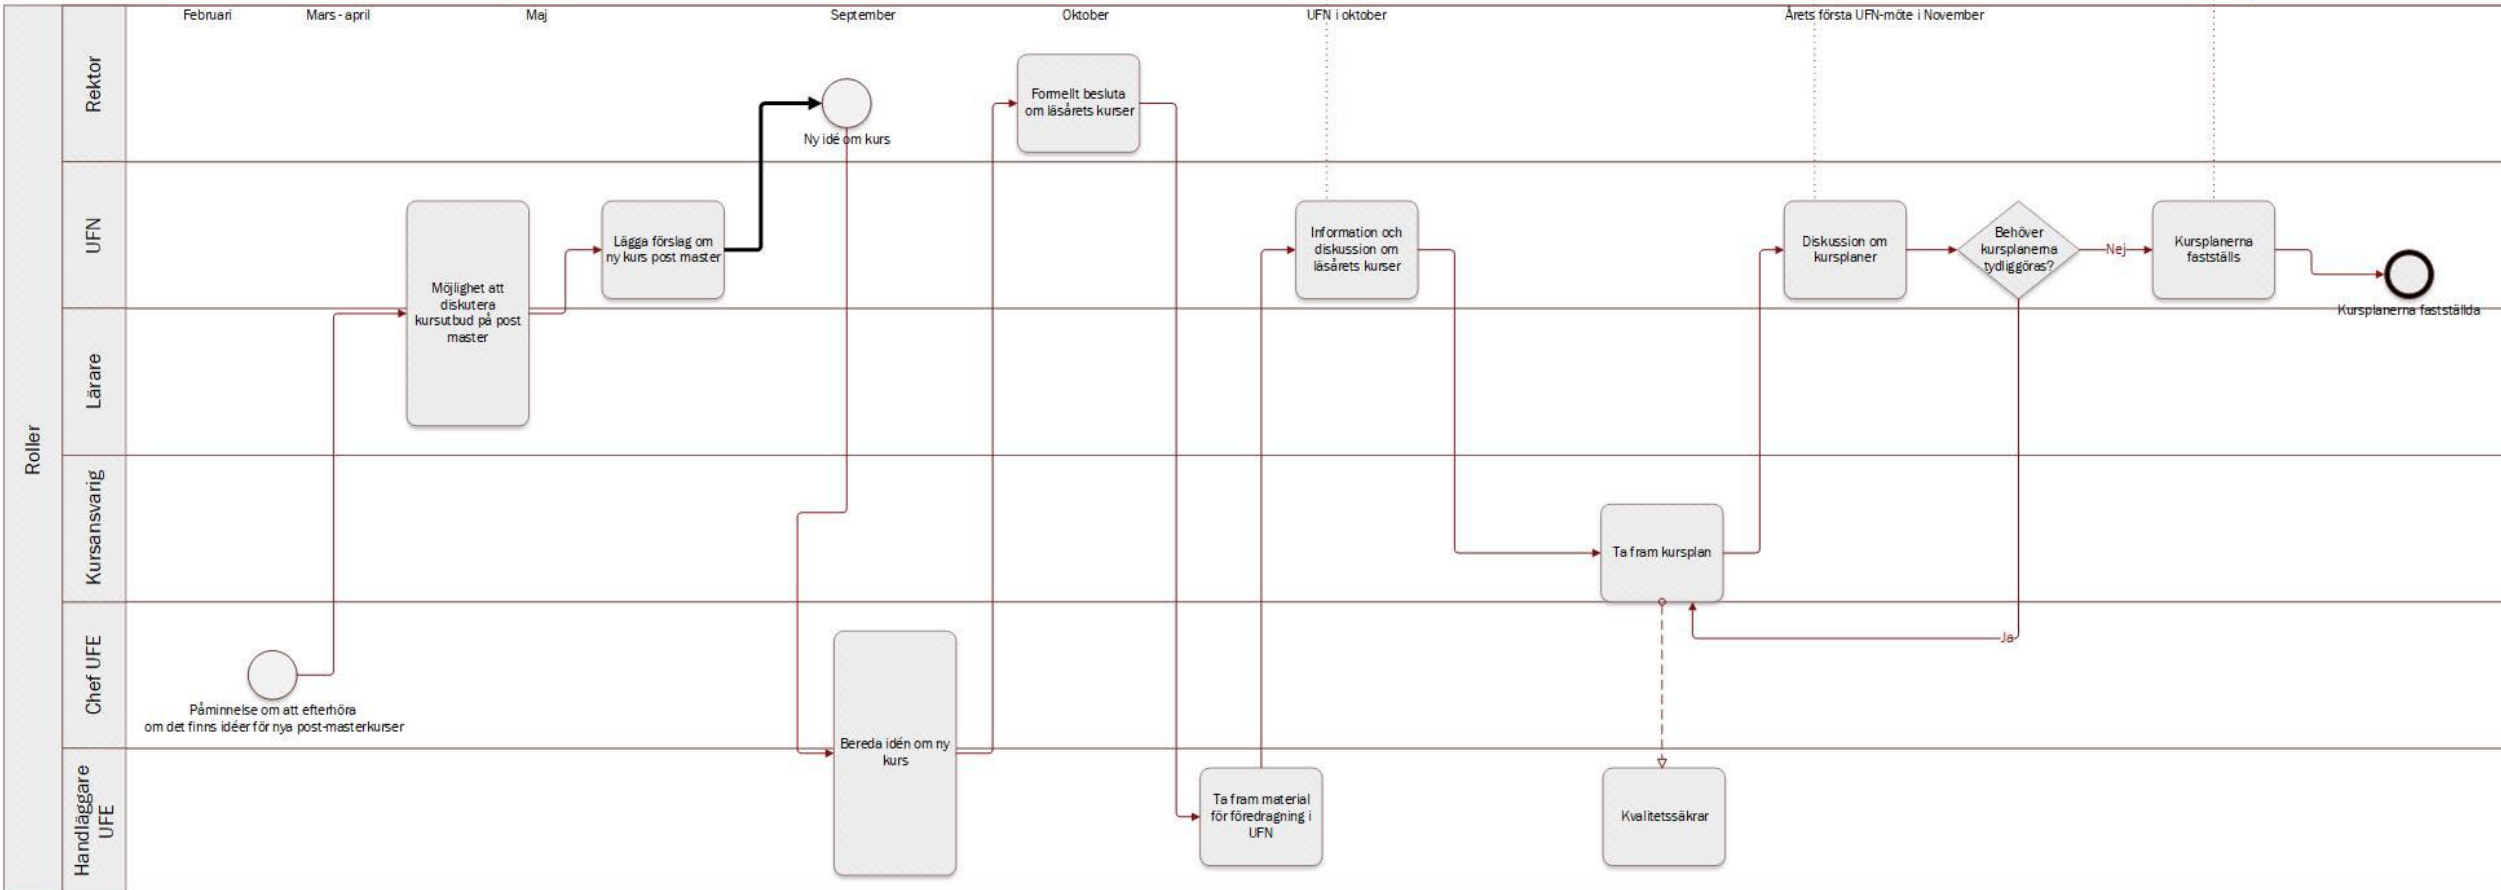 Februari
Mars - april
Maj
September
Oktober
UFN i oktober
Årets första UFN-möte i November
Roller
Rektor
Ny idé om kurs
Formellt besluta
om läsårets kurser
UFN
Lägga förslag om
ny kurs post master
Information och
diskussion om
läsårets kurser
Diskussion om
kursplaner
Behöver
kursplanerna
tydliggöras?
Nej
Kursplanerna
fastställs
Kursplanerna fastställda
Möjlighet att
diskutera
kursutbud på post
master
Lärare
Kursansvarig
Ta fram kursplan
Chef UFE
Ja
Påminnelse om att efterhöra
om det finns idéer för nya post-masterkurser
Bereda idén om ny
kurs
Handläggare
UFE
Ta fram material
för föredragning i
UFN
Kvalitetssäkrar